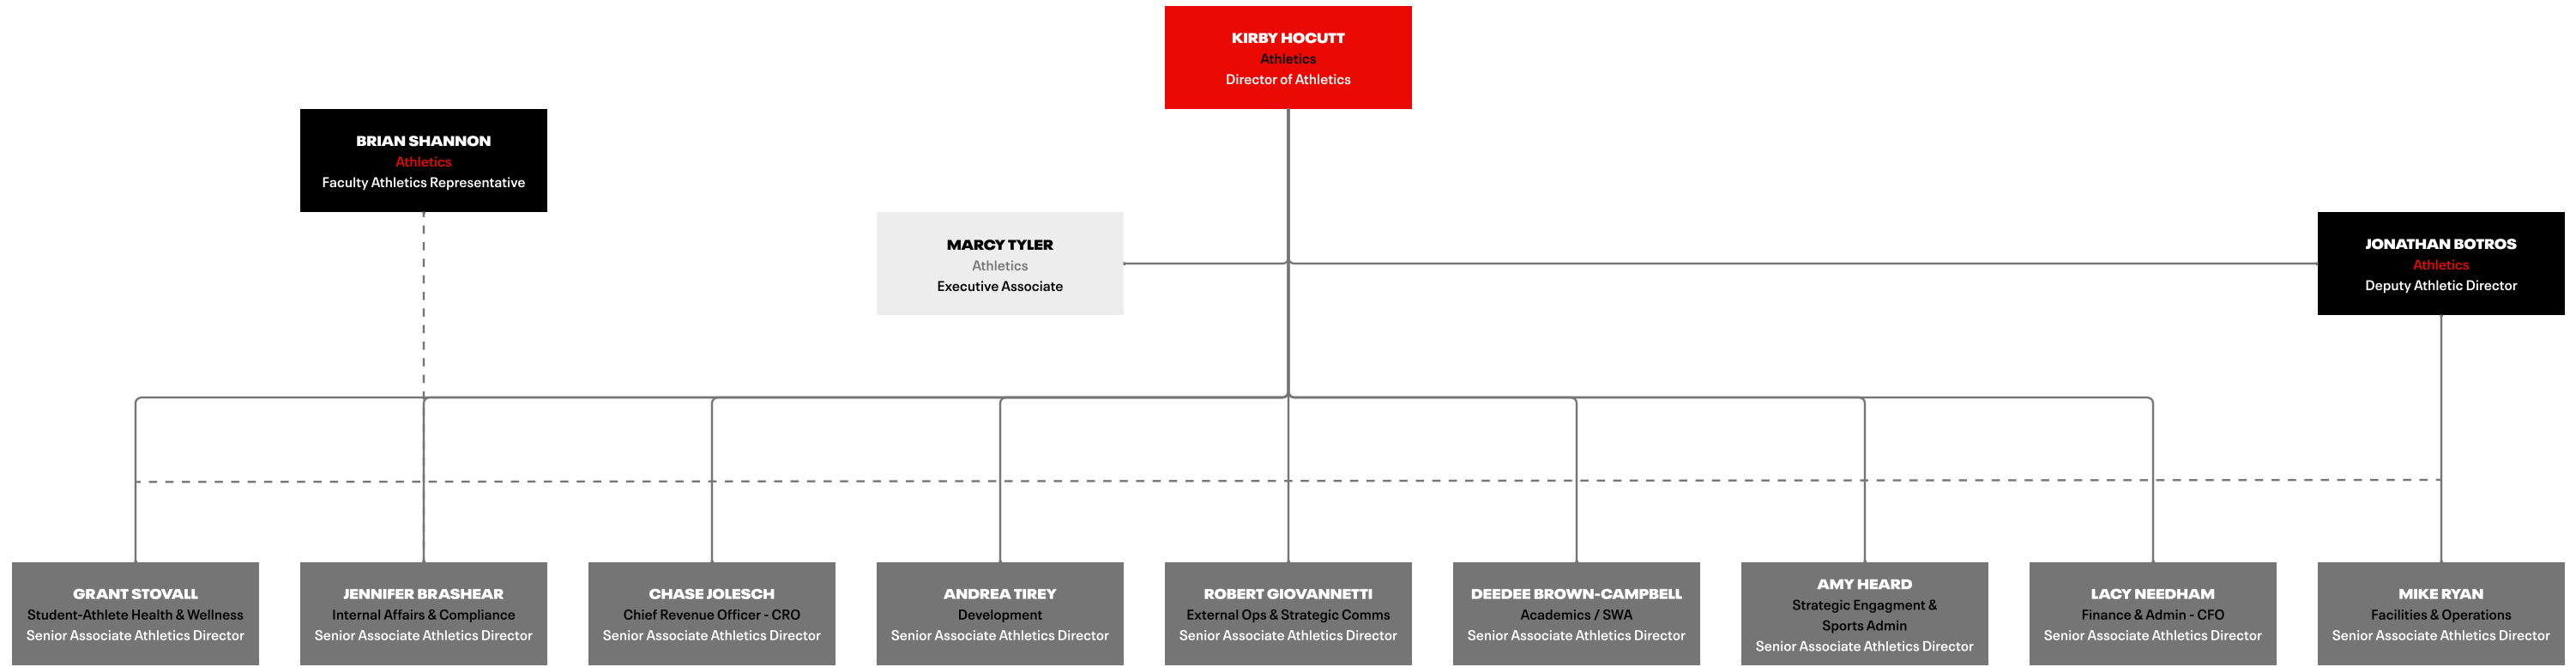 KIRBY HOCUTT
Athletics
Director of Athletics
BRIAN SHANNON
Athletics
Faculty Athletics Representative
MARCY TYLER
Athletics
Executive Associate
JONATHAN BOTROS
Athletics
Deputy Athletic Director
GRANT STOVALL
Student-Athlete Health & Wellness
Senior Associate Athletics Director
JENNIFER BRASHEAR
Internal Affairs & Compliance
Senior Associate Athletics Director
CHASE JOLESCH
Chief Revenue Officer - CRO
Senior Associate Athletics Director
ANDREA TIREY
Development
Senior Associate Athletics Director
ROBERT GIOVANNETTI
External Ops & Strategic Comms
Senior Associate Athletics Director
DEEDEE BROWN-CAMPBELL
Academics / SWA
Senior Associate Athletics Director
AMY HEARD
Strategic Engagment &
Sports Admin
Senior Associate Athletics Director
LACY NEEDHAM
Finance & Admin - CFO
Senior Associate Athletics Director
MIKE RYAN
Facilities & Operations
Senior Associate Athletics Director